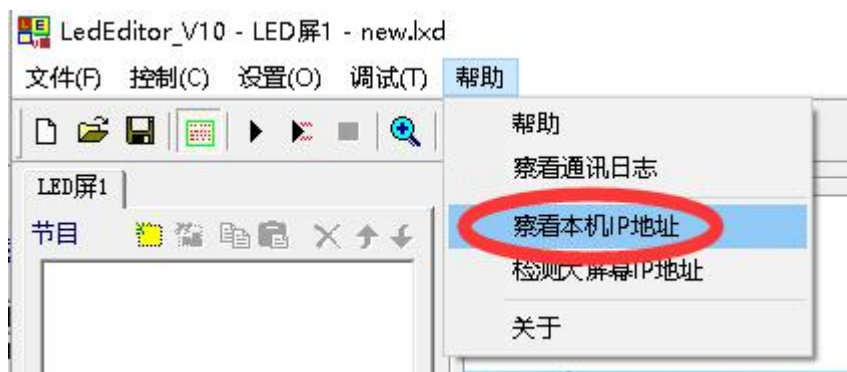 LedEditor_V10 - LED屏1 - new.lxd
文件(F) 控制(C) 设置(O) 调试(T) 帮助
帮助
察看通讯日志
LED屏1
察看本机IP地址
节目
检测大屏幕IP地址
关于